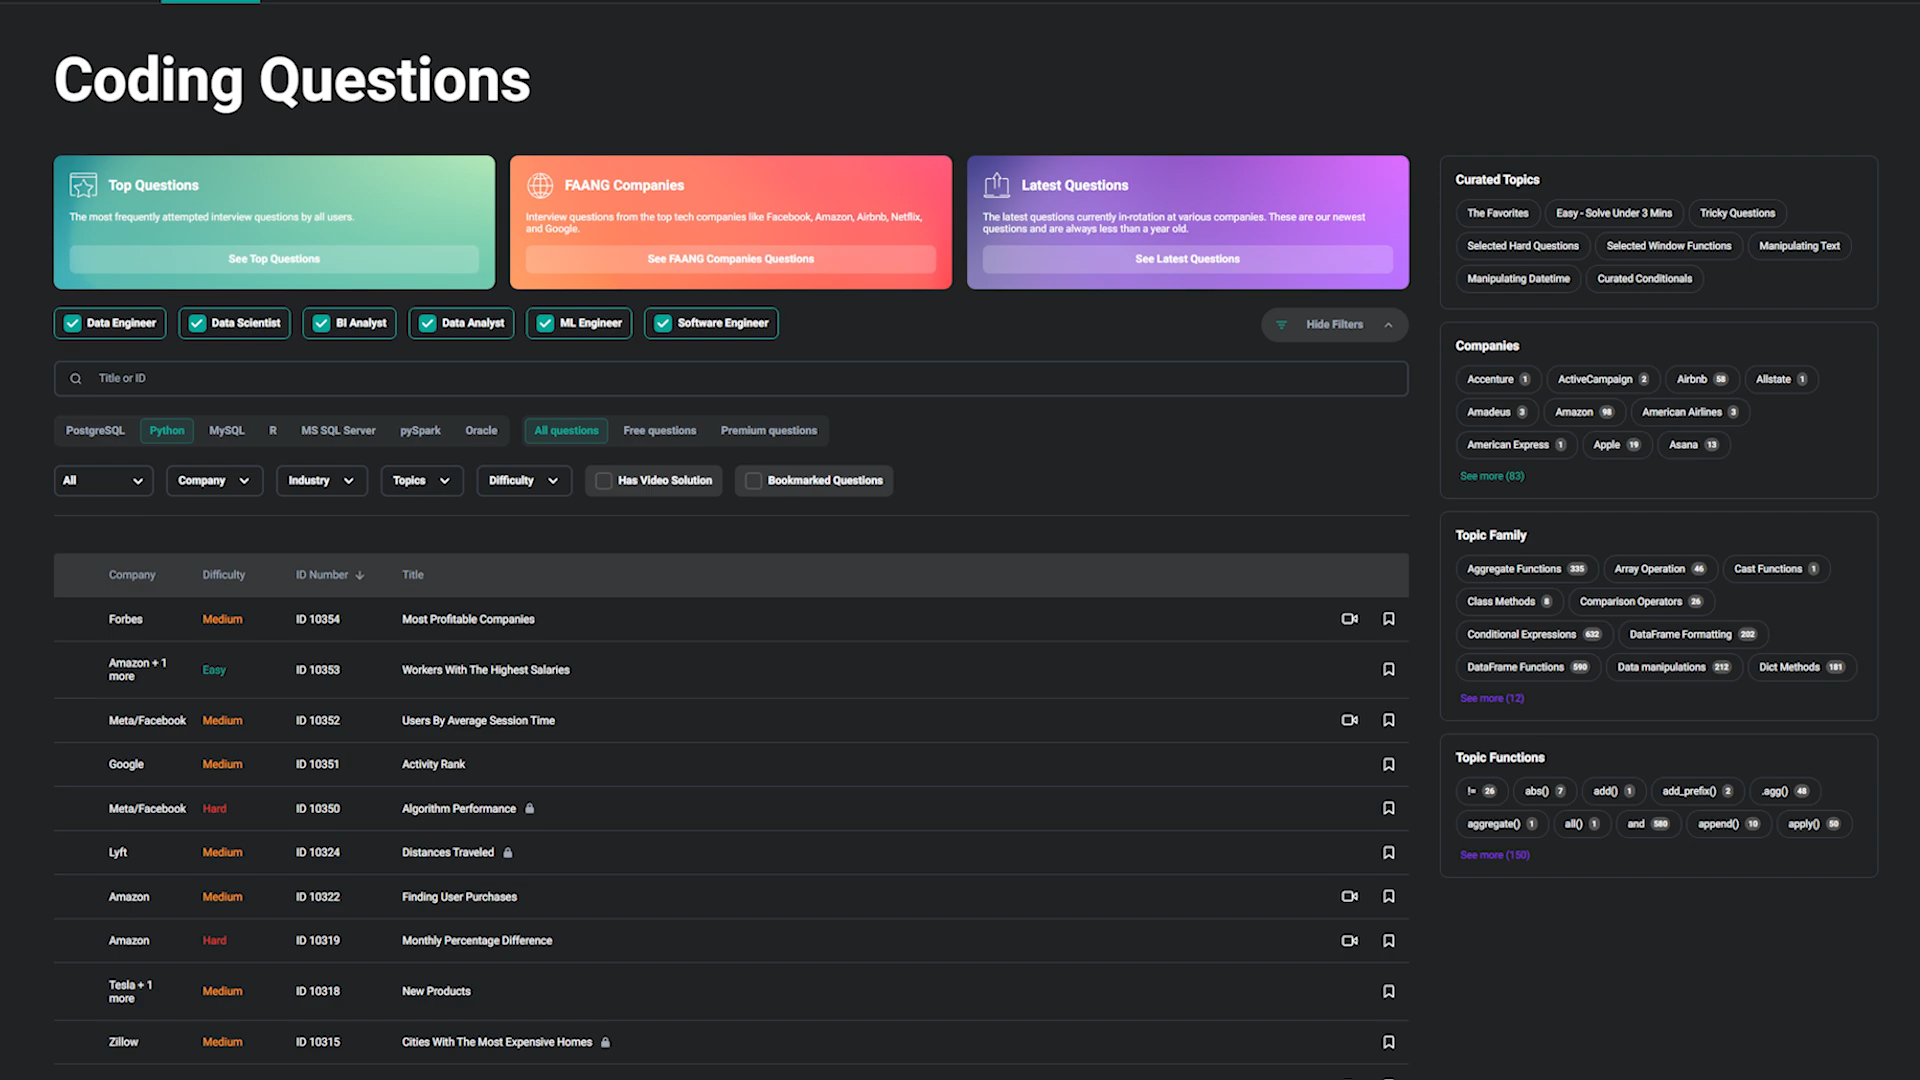 Coding Questions
Top Questions
The most frequently attempted interview questions by all users.
See Top Questions
FAANG Companies
Interview questions from the top tech companies like Facebook, Amazon, Airbnb, Netflix,
and Google.
See FAANG Companies Questions
Latest Questions
The latest questions currently in-rotation at various companies. These are our newest
questions and are always less than a year old.
See Latest Questions
Data Engineer Data Scientist BI Analyst Data Analyst ML Engineer Software Engineer Hide Filters
Title or ID
PostgreSQL Python MySQL R MS SQL Server pySpark Oracle All questions Free questions Premium questions
All Company Industry Topics Difficulty Has Video Solution Bookmarked Questions
Company Difficulty ID Number Title
Forbes Medium ID 10354 Most Profitable Companies
Amazon + 1
more Easy ID 10353 Workers With The Highest Salaries
Meta/Facebook Medium ID 10352 Users By Average Session Time
Google Medium ID 10351 Activity Rank
Meta/Facebook Hard ID 10350 Algorithm Performance
Lyft Medium ID 10324 Distances Traveled
Amazon Medium ID 10322 Finding User Purchases
Amazon Hard ID 10319 Monthly Percentage Difference
Tesla + 1
more Medium ID 10318 New Products
Zillow Medium ID 10315 Cities With The Most Expensive Homes
Curated Topics
The Favorites Easy - Solve Under 3 Mins Tricky Questions
Selected Hard Questions Selected Window Functions Manipulating Text
Manipulating Datetime Curated Conditionals
Companies
Accenture 1 ActiveCampaign 2 Airbnb 58 Allstate 1
Amadeus 3 Amazon 98 American Airlines 3
American Express 1 Apple 19 Asana 13
See more (83)
Topic Family
Aggregate Functions 335 Array Operation 46 Cast Functions 1
Class Methods 8 Comparison Operators 26
Conditional Expressions 632 DataFrame Formatting 202
DataFrame Functions 590 Data manipulations 212 Dict Methods 181
See more (12)
Topic Functions
!= 26 abs() 7 add() 1 add_prefix() 2 .agg() 48
aggregate() 1 all() 1 and 580 append() 10 apply() 50
See more (150)